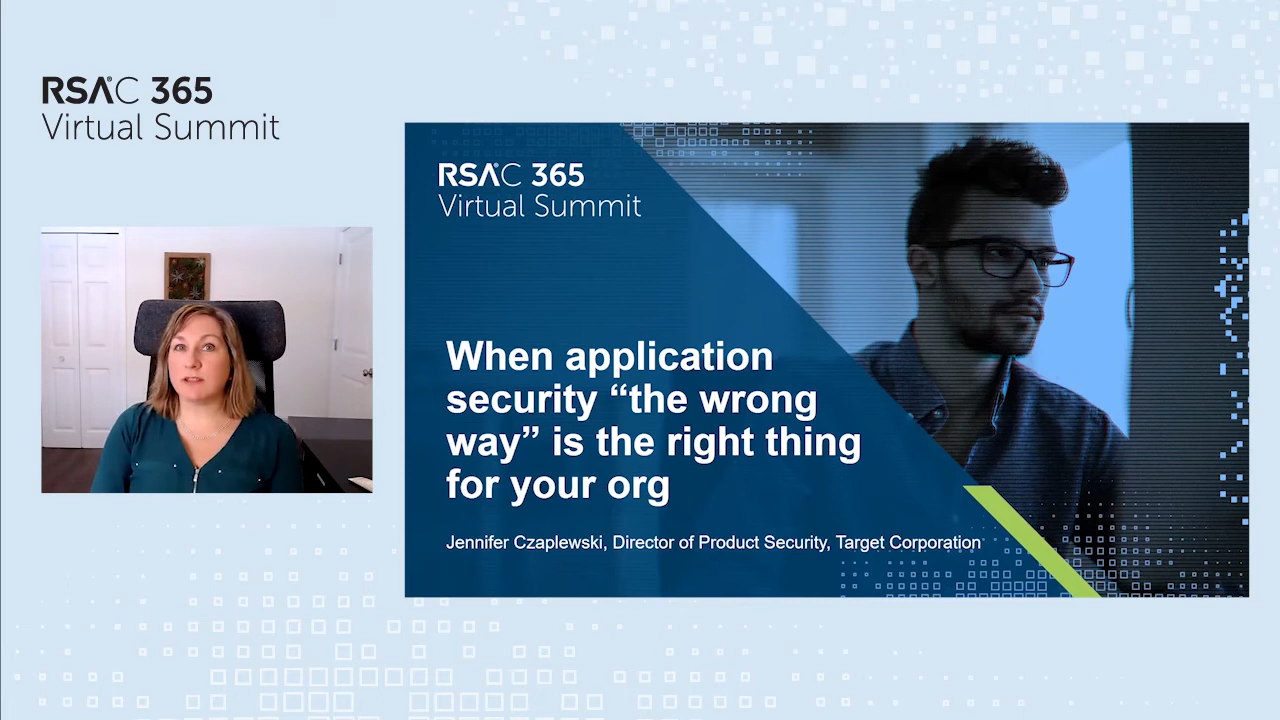 RSAC 365
Virtual Summit
RSAC 365
Virtual Summit
When application
security “the wrong
way” is the right thing
for your org
Jennifer Czaplewski, Director of Product Security, Target Corporation